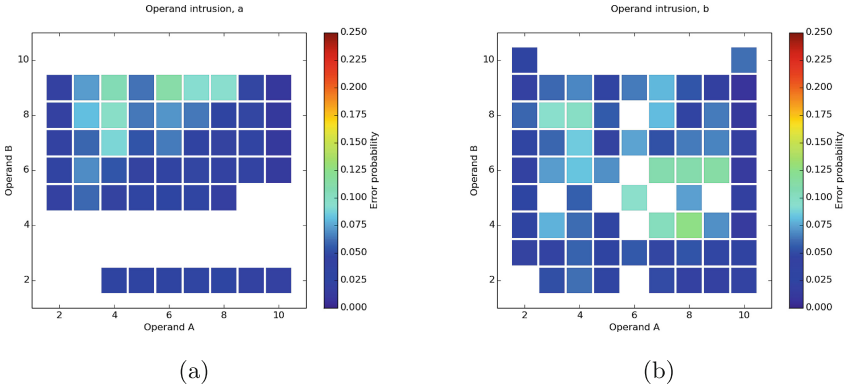 Operand intrusion, a
0.250
0.225
0.200
0.175
0.150
0.125
0.100
0.075
0.050
0.025
0.000
Error probability
10
8
6
4
2
Operand B
2 4 6 8 10
Operand A
(a)
Operand intrusion, b
0.250
0.225
0.200
0.175
0.150
0.125
0.100
0.075
0.050
0.025
0.000
Error probability
10
8
6
4
2
Operand B
2 4 6 8 10
Operand A
(b)